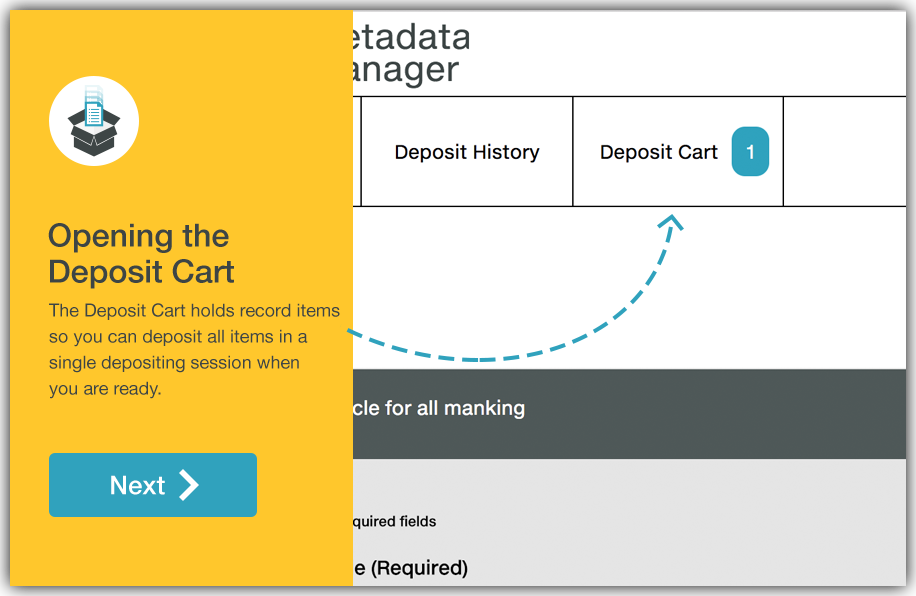 etadata
anager
Deposit History
Deposit Cart 1
Opening the
Deposit Cart
The Deposit Cart holds record items
so you can deposit all items in a
single depositing session when
you are ready.
Next
cle for all manking
quired fields
e (Required)